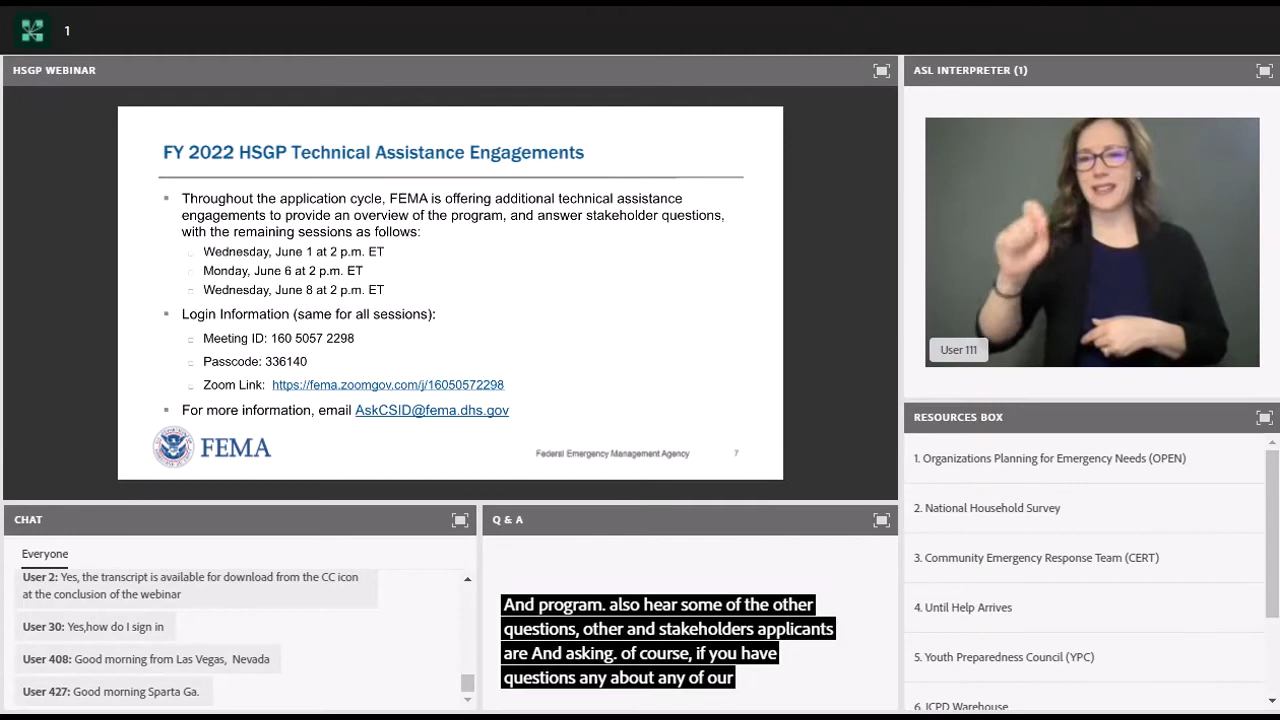 1
HSGP WEBINAR
FY 2022 HSGP Technical Assistance Engagements
Throughout the application cycle, FEMA is offering additional technical assistance
engagements to provide an overview of the program, and answer stakeholder questions,
with the remaining sessions as follows:
Wednesday, June 1 at 2 p.m. ET
Monday, June 6 at 2 p.m. ET
Wednesday, June 8 at 2 p.m. ET
Login Information (same for all sessions):
Meeting ID: 160 5057 2298
Passcode: 336140
Zoom Link: https://fema.zoomgov.com/j/16050572298
For more information, email AskCSID@fema.dhs.gov
FEMA
Federal Emergency Management Agency 7
ASL INTERPRETER (1)
User 111
RESOURCES BOX
1. Organizations Planning for Emergency Needs (OPEN)
2. National Household Survey
3. Community Emergency Response Team (CERT)
4. Until Help Arrives
5. Youth Preparedness Council (YPC)
6. ICPD Warehouse
CHAT
Everyone
User 2: Yes, the transcript is available for download from the CC icon
at the conclusion of the webinar
User 30: Yes,how do I sign in
User 408: Good morning from Las Vegas, Nevada
User 427: Good morning Sparta Ga.
Q & A
And program. also hear some of the other
questions, other and stakeholders applicants
are And asking. of course, if you have
questions any about any of our